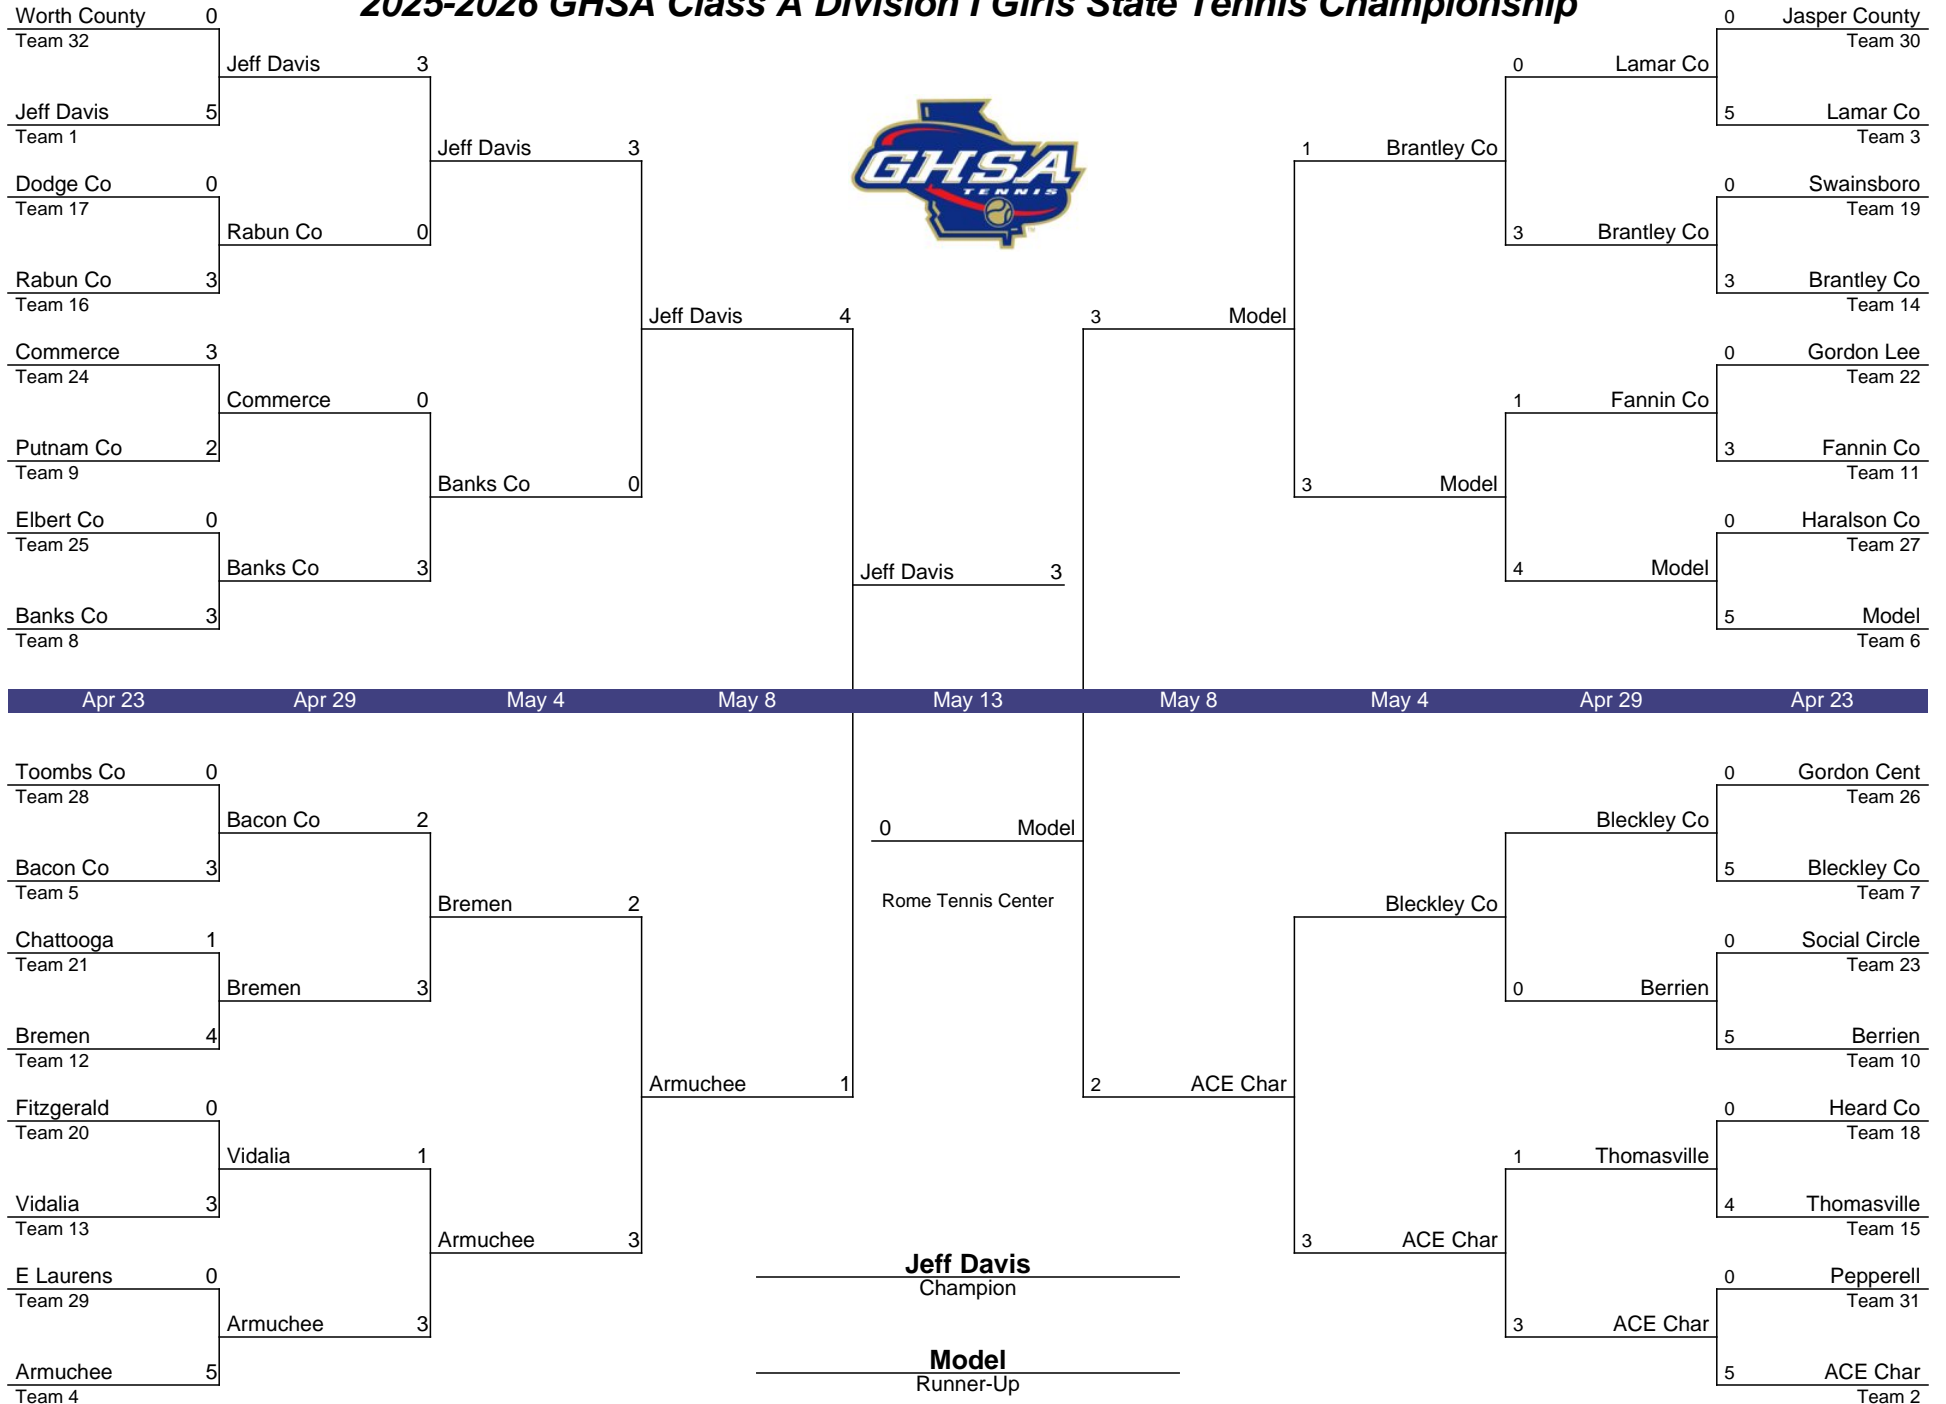 2025-2026 GHSA Class A Division I Girls State Tennis Championship
Worth County 0
Team 32
Jeff Davis 3
Jeff Davis 5
Team 1
Jeff Davis 3
Dodge Co 0
Team 17
Rabun Co 0
Rabun Co 3
Team 16
Jeff Davis 4
Commerce 3
Team 24
Commerce 0
Putnam Co 2
Team 9
Banks Co 0
Elbert Co 0
Team 25
Banks Co 3
Jeff Davis 3
Banks Co 3
Team 8
GHSA
TENNIS
0 Jasper County
Team 30
0 Lamar Co
5 Lamar Co
Team 3
1 Brantley Co
0 Swainsboro
Team 19
3 Brantley Co
3 Brantley Co
Team 14
3 Model
0 Gordon Lee
Team 22
1 Fannin Co
3 Fannin Co
Team 11
3 Model
0 Haralson Co
Team 27
4 Model
5 Model
Team 6
Apr 23 Apr 29 May 4 May 8 May 13 May 8 May 4 Apr 29 Apr 23
Toombs Co 0
Team 28
Bacon Co 2
Bacon Co 3
Team 5
Bremen 2
Chattooga 1
Team 21
Bremen 3
Bremen 4
Team 12
Armuchee 1
Fitzgerald 0
Team 20
Vidalia 1
Vidalia 3
Team 13
Armuchee 3
E Laurens 0
Team 29
Armuchee 3
Armuchee 5
Team 4
0 Model
Rome Tennis Center
Jeff Davis
Champion
Model
Runner-Up
0 Gordon Cent
Team 26
Bleckley Co
5 Bleckley Co
Team 7
Bleckley Co
0 Social Circle
Team 23
0 Berrien
5 Berrien
Team 10
2 ACE Char
0 Heard Co
Team 18
1 Thomasville
4 Thomasville
Team 15
3 ACE Char
0 Pepperell
Team 31
3 ACE Char
5 ACE Char
Team 2